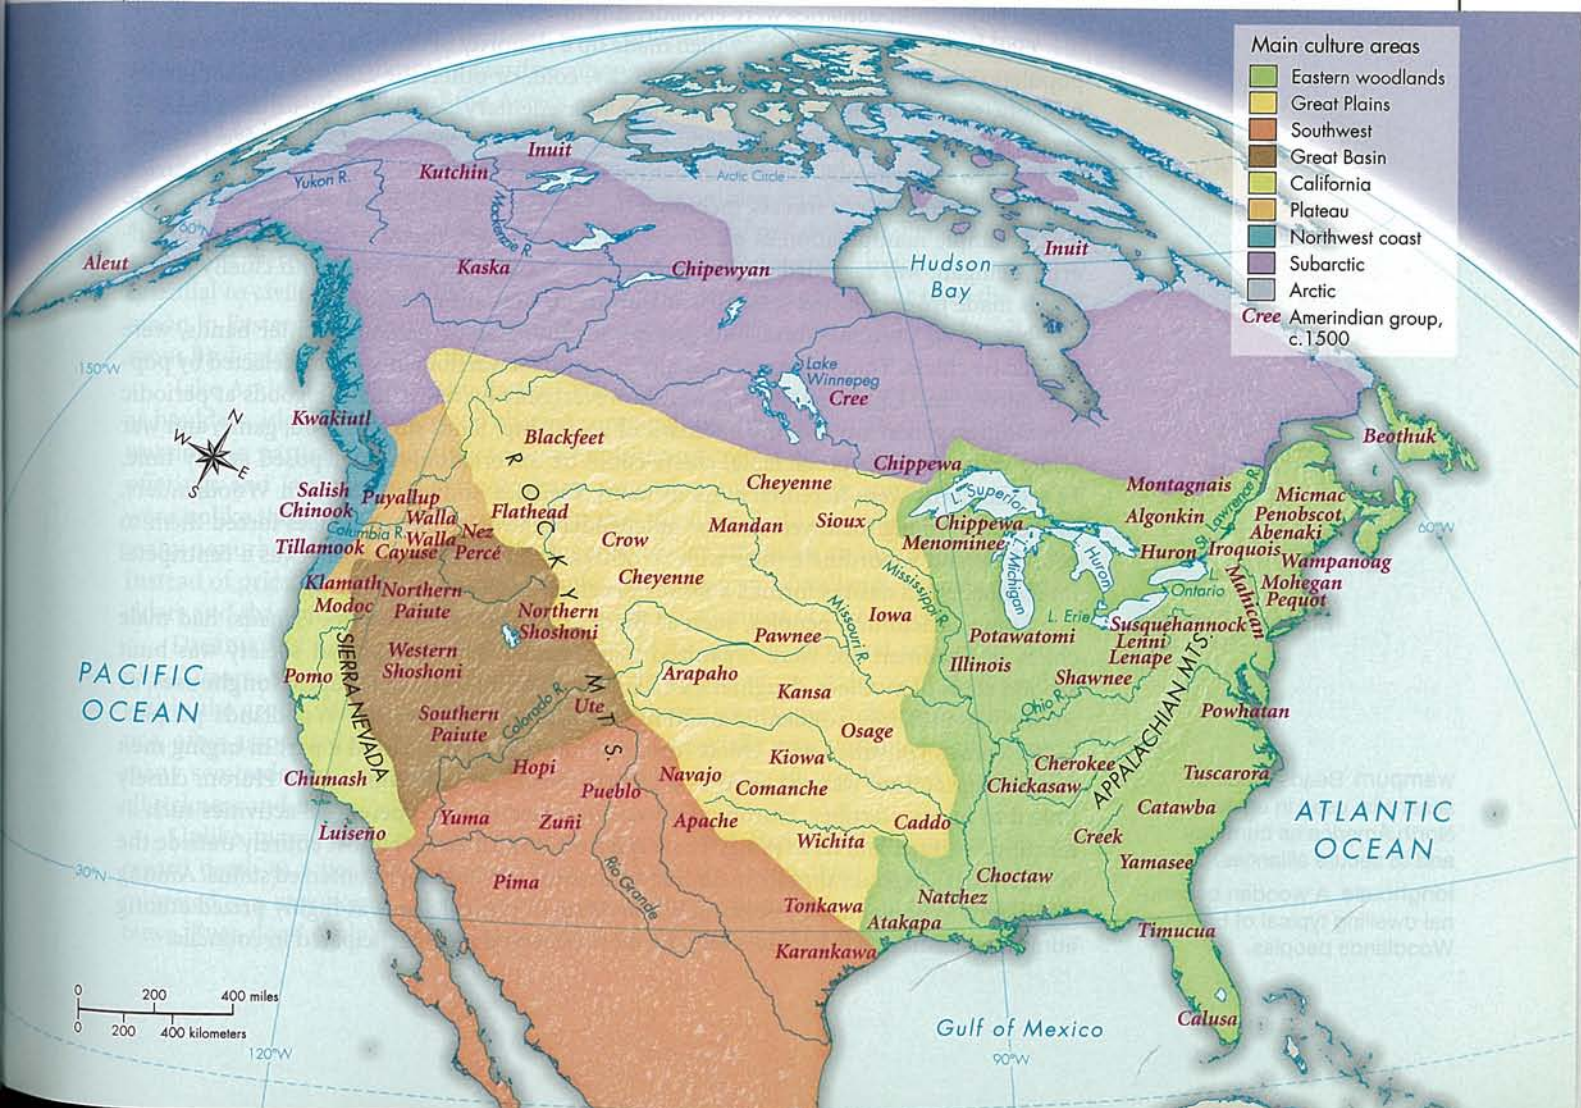 Main culture areas
Eastern woodlands
Great Plains
Southwest
Great Basin
California
Plateau
Northwest coast
Subarctic
Arctic
Cree Amerindian group,
c.1500
Inuit
Kutchin
Yukon R.
Arctic Circle
Mackenzie R.
60°N
Aleut
Kaska
Chipewyan
Hudson
Bay
Inuit
150°W
Lake
Winnepeg
Cree
N
W
E
S
Kwakiutl
Blackfeet
Beothuk
Chippewa
Cheyenne
Montagnais
L. Superior
St. Lawrence R.
Salish
Chinook
Puyallup
Columbia R.
Walla
Walla
Nez
Percé
Flathead
Tillamook
Cayuse
ROCKY MTS.
Crow
Mandan
Sioux
Chippewa
Menominee
Algonkin
Micmac
Penobscot
Abenaki
60°W
Huron
Iroquois
Wampanoag
Mohegan
Pequot
Mahican
L. Michigan
L. Huron
L. Ontario
L. Erie
Klamath
Modoc
Northern
Paiute
Northern
Shoshoni
Cheyenne
Mississippi R.
Missouri R.
Iowa
Pawnee
Potawatomi
Susquehannock
Lenni
Lenape
PACIFIC
OCEAN
Pomo
SIERRA NEVADA
Western
Shoshoni
Arapaho
Kansa
Illinois
Shawnee
Ohio R.
APPALACHIAN MTS.
Southern
Paiute
Colorado R.
Ute
Osage
Powhatan
Chumash
Hopi
Pueblo
Navajo
Kiowa
Comanche
Cherokee
Chickasaw
Tuscarora
Luiseño
Yuma
Zuñi
Apache
Wichita
Caddo
Catawba
Creek
Yamasee
ATLANTIC
OCEAN
30°N
Pima
Rio Grande
Tonkawa
Choctaw
Natchez
Atakapa
Timucua
Karankawa
0 200 400 miles
0 200 400 kilometers
Gulf of Mexico
Calusa
120°W
90°W